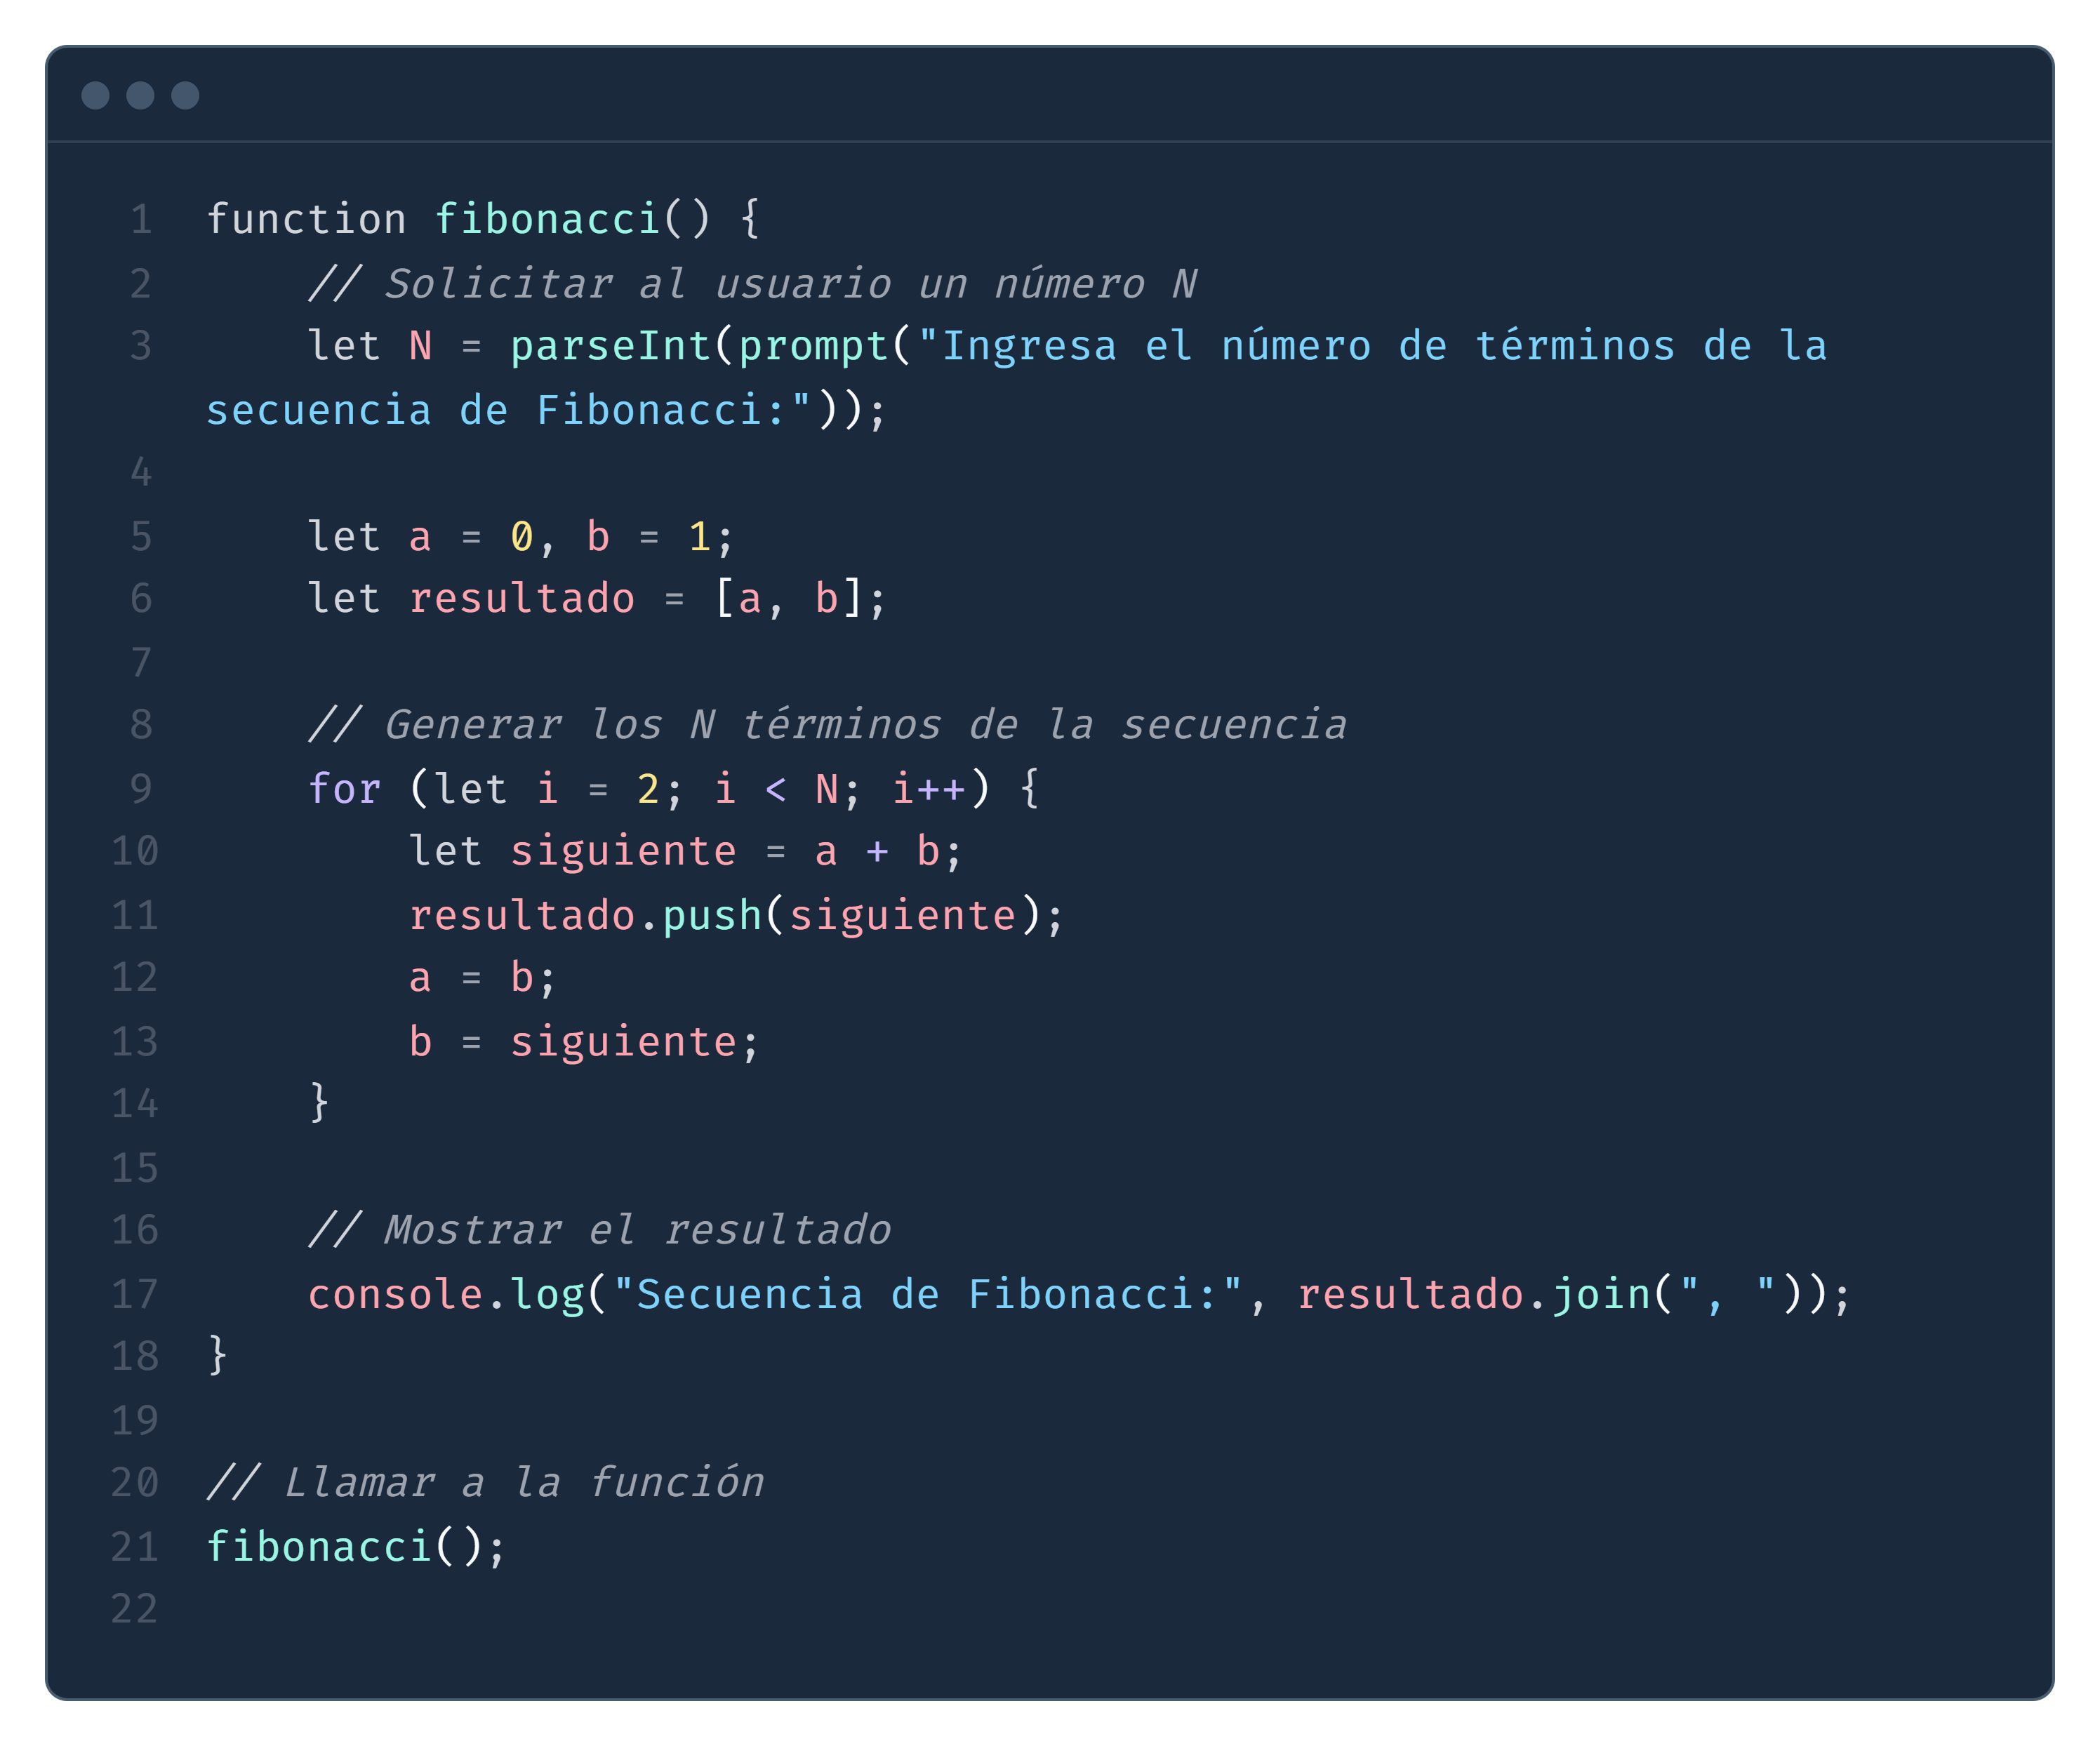 1 function fibonacci() {
2     // Solicitar al usuario un número N
3     let N = parseInt(prompt("Ingresa el número de términos de la
secuencia de Fibonacci:"));
4
5     let a = 0, b = 1;
6     let resultado = [a, b];
7
8     // Generar los N términos de la secuencia
9     for (let i = 2; i < N; i++) {
10         let siguiente = a + b;
11         resultado.push(siguiente);
12         a = b;
13         b = siguiente;
14     }
15
16     // Mostrar el resultado
17     console.log("Secuencia de Fibonacci:", resultado.join(", "));
18 }
19
20 // Llamar a la función
21 fibonacci();
22